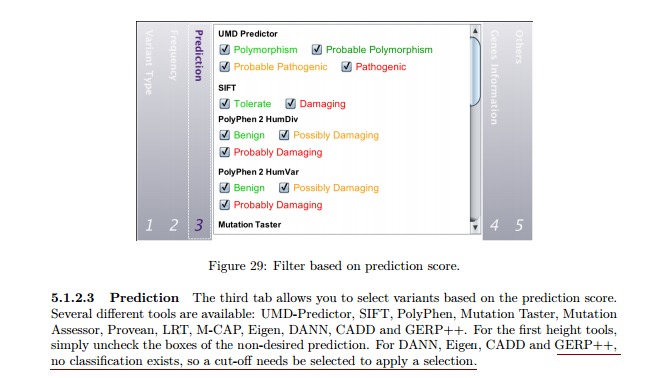 Variant Type
1
Frequency
2
Prediction
3
UMD Predictor
Polymorphism Probable Polymorphism
Probable Pathogenic Pathogenic
SIFT
Tolerate Damaging
PolyPhen 2 HumDiv
Benign Possibly Damaging
Probably Damaging
PolyPhen 2 HumVar
Benign Possibly Damaging
Probably Damaging
Mutation Taster
Genes Information
4
Others
5
Figure 29: Filter based on prediction score.
5.1.2.3 Prediction The third tab allows you to select variants based on the prediction score.
Several different tools are available: UMD-Predictor, SIFT, PolyPhen, Mutation Taster, Mutation
Assessor, Provean, LRT, M-CAP, Eigen, DANN, CADD and GERP++. For the first height tools,
simply uncheck the boxes of the non-desired prediction. For DANN, Eigen, CADD and GERP++,
no classification exists, so a cut-off needs be selected to apply a selection.